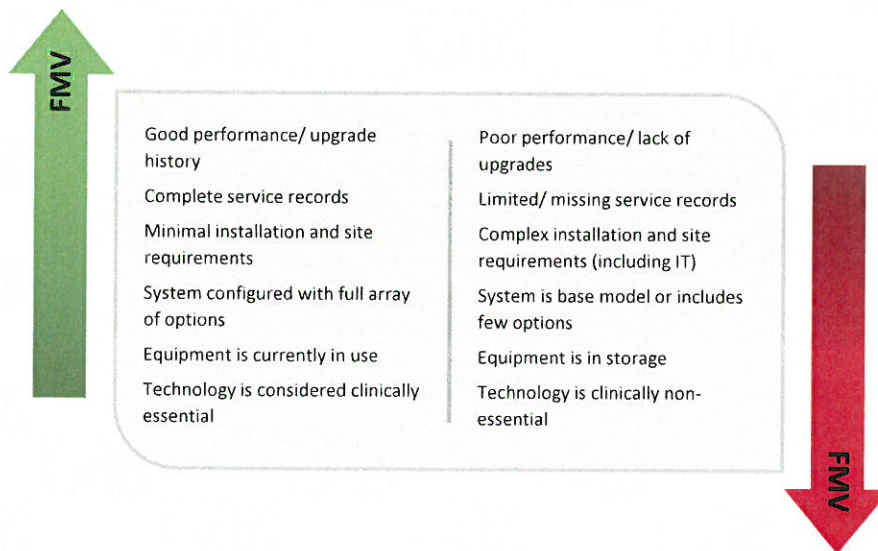 FMV
Good performance/ upgrade
history
Complete service records
Minimal installation and site
requirements
System configured with full array
of options
Equipment is currently in use
Technology is considered clinically
essential
Poor performance/ lack of
upgrades
Limited/ missing service records
Complex installation and site
requirements (including IT)
System is base model or includes
few options
Equipment is in storage
Technology is clinically non-
essential
FMV